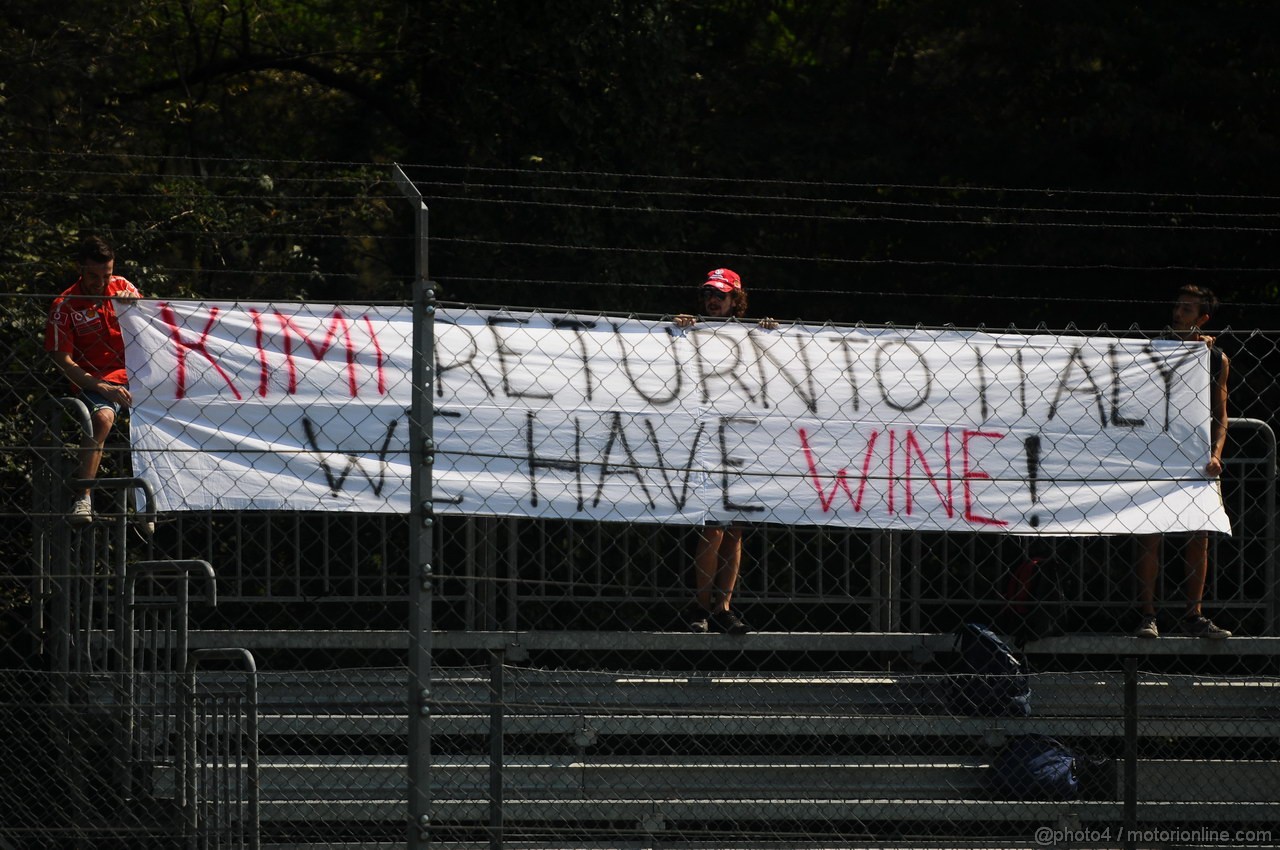 KIMI RETURN TO ITALY
WE HAVE WINE!
@photo4 / motorionline.com